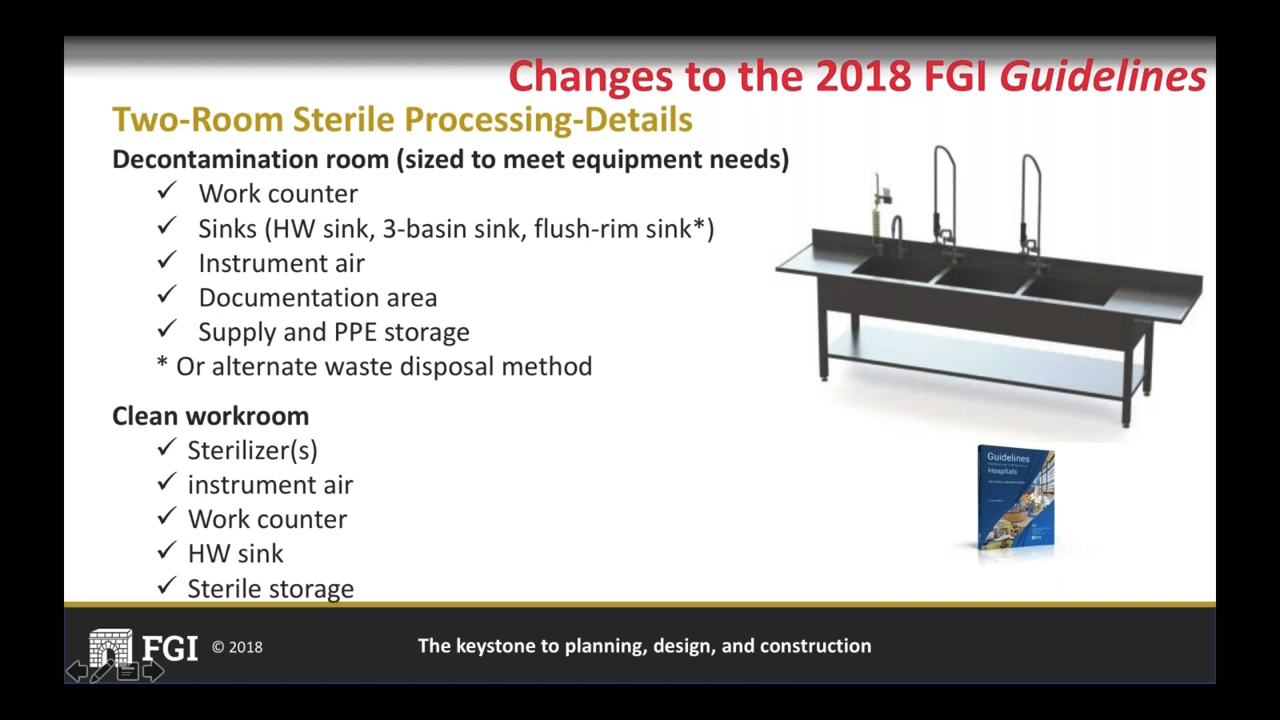 Changes to the 2018 FGI Guidelines
Two-Room Sterile Processing-Details
Decontamination room (sized to meet equipment needs)
✓ Work counter
✓ Sinks (HW sink, 3-basin sink, flush-rim sink*)
✓ Instrument air
✓ Documentation area
✓ Supply and PPE storage
* Or alternate waste disposal method
Clean workroom
✓ Sterilizer(s)
✓ instrument air
✓ Work counter
✓ HW sink
✓ Sterile storage
Guidelines
Hospitals
FGI © 2018
The keystone to planning, design, and construction